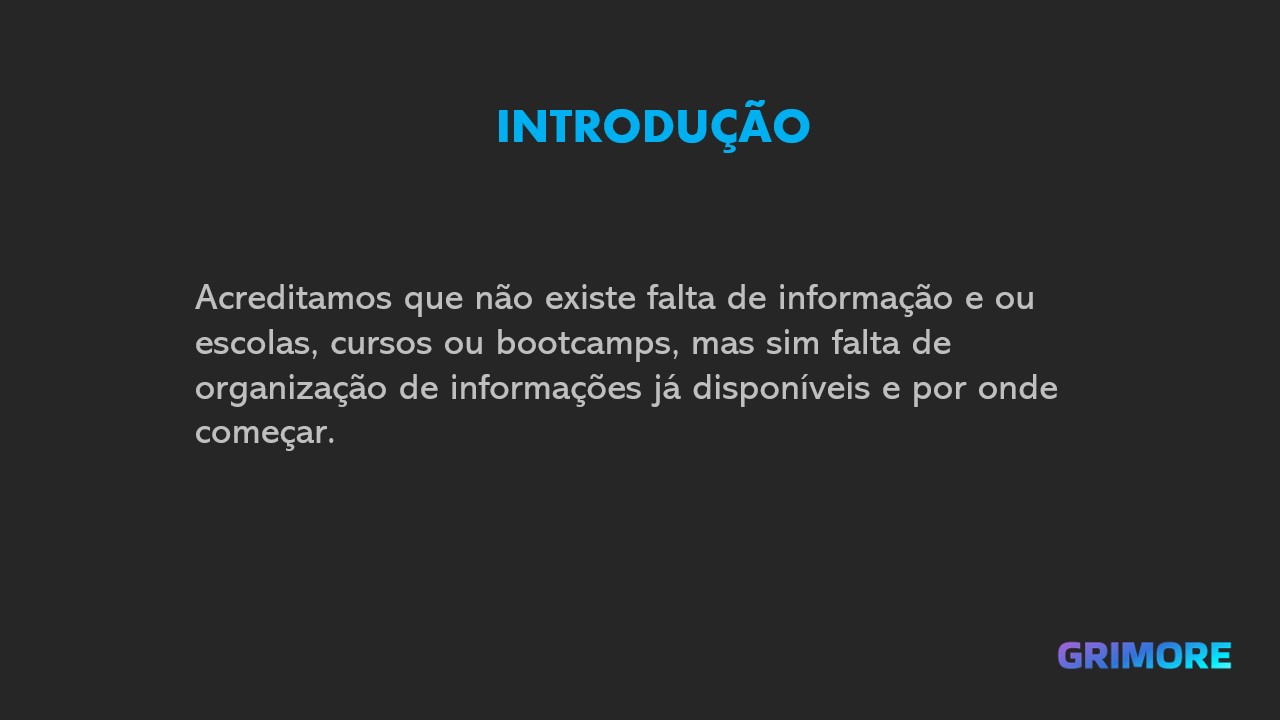 INTRODUÇÃO
Acreditamos que não existe falta de informação e ou
escolas, cursos ou bootcamps, mas sim falta de
organização de informações já disponíveis e por onde
começar.
GRIMORE